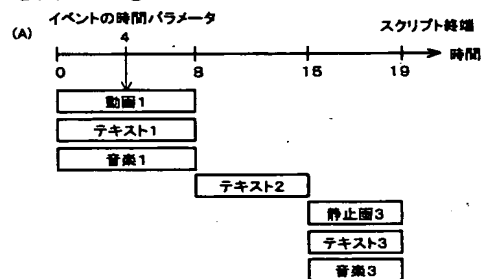 イベントの時間パラメータ
(A) 4 スクリプト終端
時間
0 8 15 19
動画1
テキスト1
音楽1
テキスト2
静止画3
テキスト3
音楽3